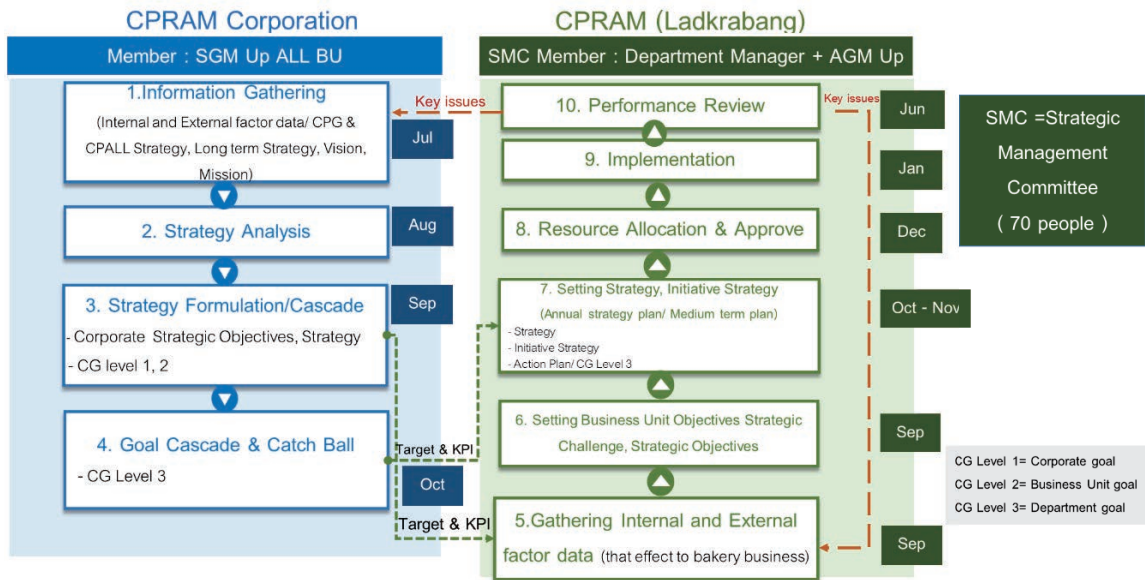 CPRAM Corporation
Member : SGM Up ALL BU
1.Information Gathering
(Internal and External factor data/ CPG &
CPALL Strategy, Long term Strategy, Vision,
Mission)
Jul
2. Strategy Analysis
Aug
3. Strategy Formulation/Cascade
- Corporate Strategic Objectives, Strategy
- CG level 1, 2
Sep
4. Goal Cascade & Catch Ball
- CG Level 3
Oct
Key issues
Target & KPI
Target & KPI
CPRAM (Ladkrabang)
SMC Member : Department Manager + AGM Up
10. Performance Review
Key issues
Jun
9. Implementation
Jan
8. Resource Allocation & Approve
Dec
7. Setting Strategy, Initiative Strategy
(Annual strategy plan/ Medium term plan)
- Strategy
- Initiative Strategy
- Action Plan/ CG Level 3
Oct - Nov
6. Setting Business Unit Objectives Strategic
Challenge, Strategic Objectives
Sep
5.Gathering Internal and External
factor data (that effect to bakery business)
Sep
SMC =Strategic
Management
Committee
( 70 people )
CG Level 1= Corporate goal
CG Level 2= Business Unit goal
CG Level 3= Department goal